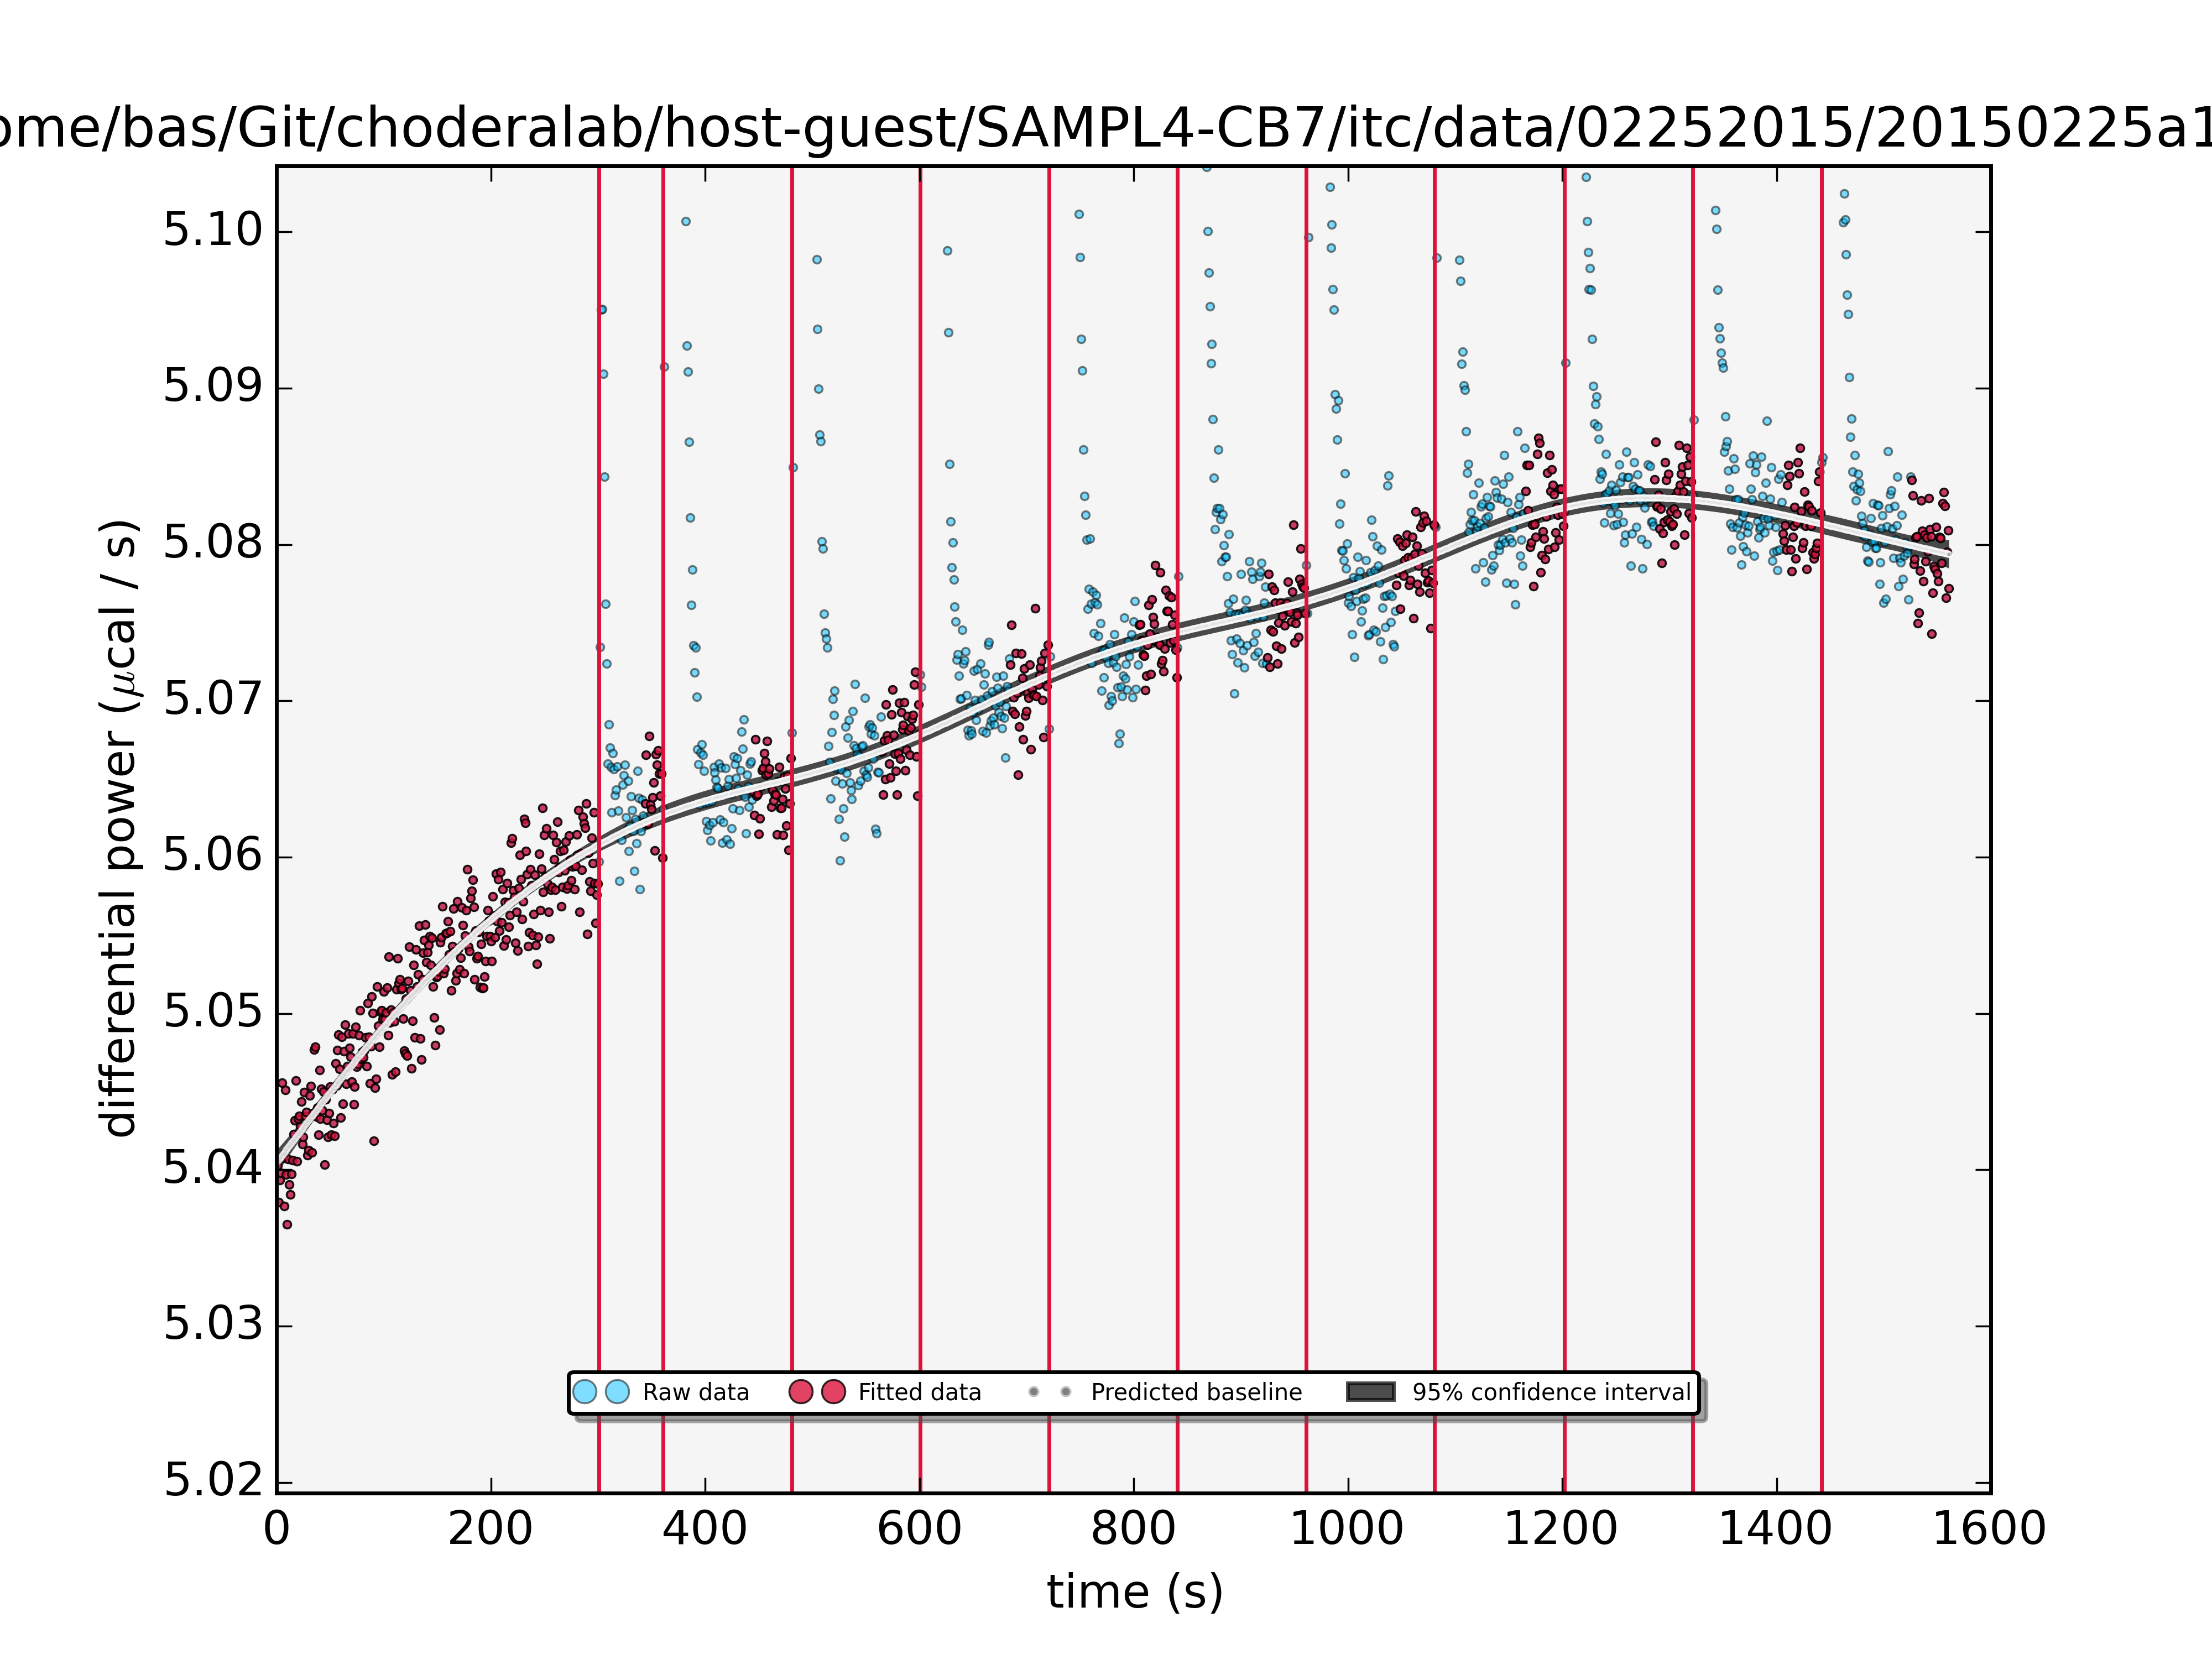 ome/bas/Git/choderalab/host-guest/SAMPL4-CB7/itc/data/02252015/20150225a1
5.10
5.09
5.08
5.07
5.06
5.05
5.04
5.03
5.02
differential power (μcal / s)
Raw data Fitted data Predicted baseline 95% confidence interval
0 200 400 600 800 1000 1200 1400 1600
time (s)